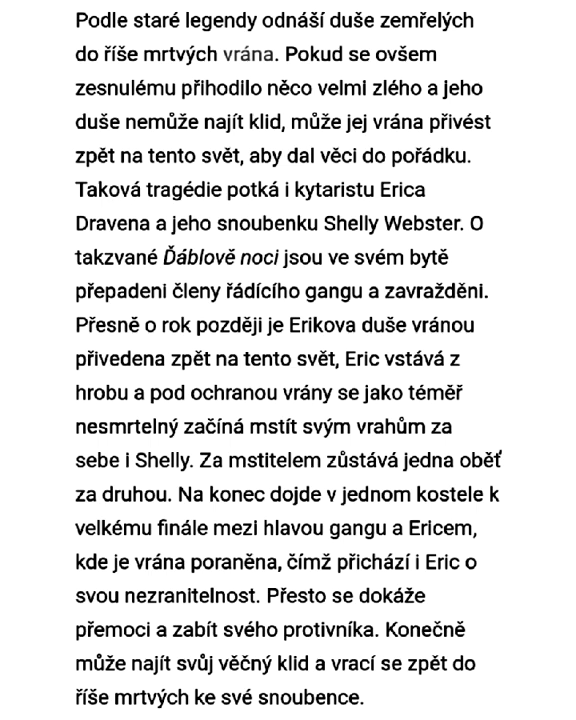 Podle staré legendy odnáší duše zemřelých
do říše mrtvých vrána. Pokud se ovšem
zesnulému přihodilo něco velmi zlého a jeho
duše nemůže najít klid, může jej vrána přivést
zpět na tento svět, aby dal věci do pořádku.
Taková tragédie potká i kytaristu Erica
Dravena a jeho snoubenku Shelly Webster. O
takzvané Ďáblově noci jsou ve svém bytě
přepadeni členy řádícího gangu a zavražděni.
Přesně o rok později je Erikova duše vránou
přivedena zpět na tento svět, Eric vstává z
hrobu a pod ochranou vrány se jako téměř
nesmrtelný začíná mstít svým vrahům za
sebe i Shelly. Za mstitelem zůstává jedna oběť
za druhou. Na konec dojde v jednom kostele k
velkému finále mezi hlavou gangu a Ericem,
kde je vrána poraněna, čímž přichází i Eric o
svou nezranitelnost. Přesto se dokáže
přemoci a zabít svého protivníka. Konečně
může najít svůj věčný klid a vrací se zpět do
říše mrtvých ke své snoubence.